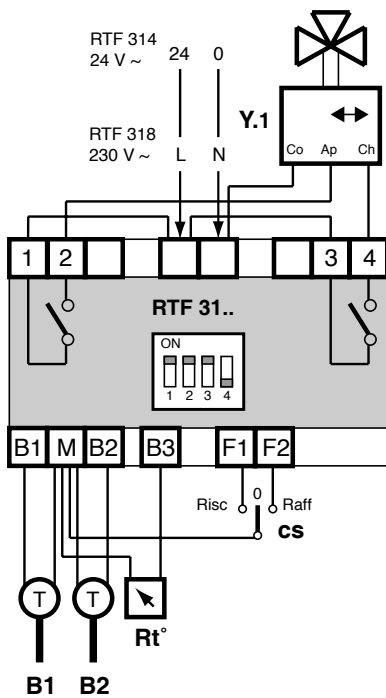 RTF 314 24 0
24 V ~
Y.1
RTF 318
230 V ~ L N
Co Ap Ch
1 2 3 4
RTF 31..
ON
1 2 3 4
B1 M B2 B3 F1 F2
Risc 0 Raff
cs
T T
Rt°
B1 B2